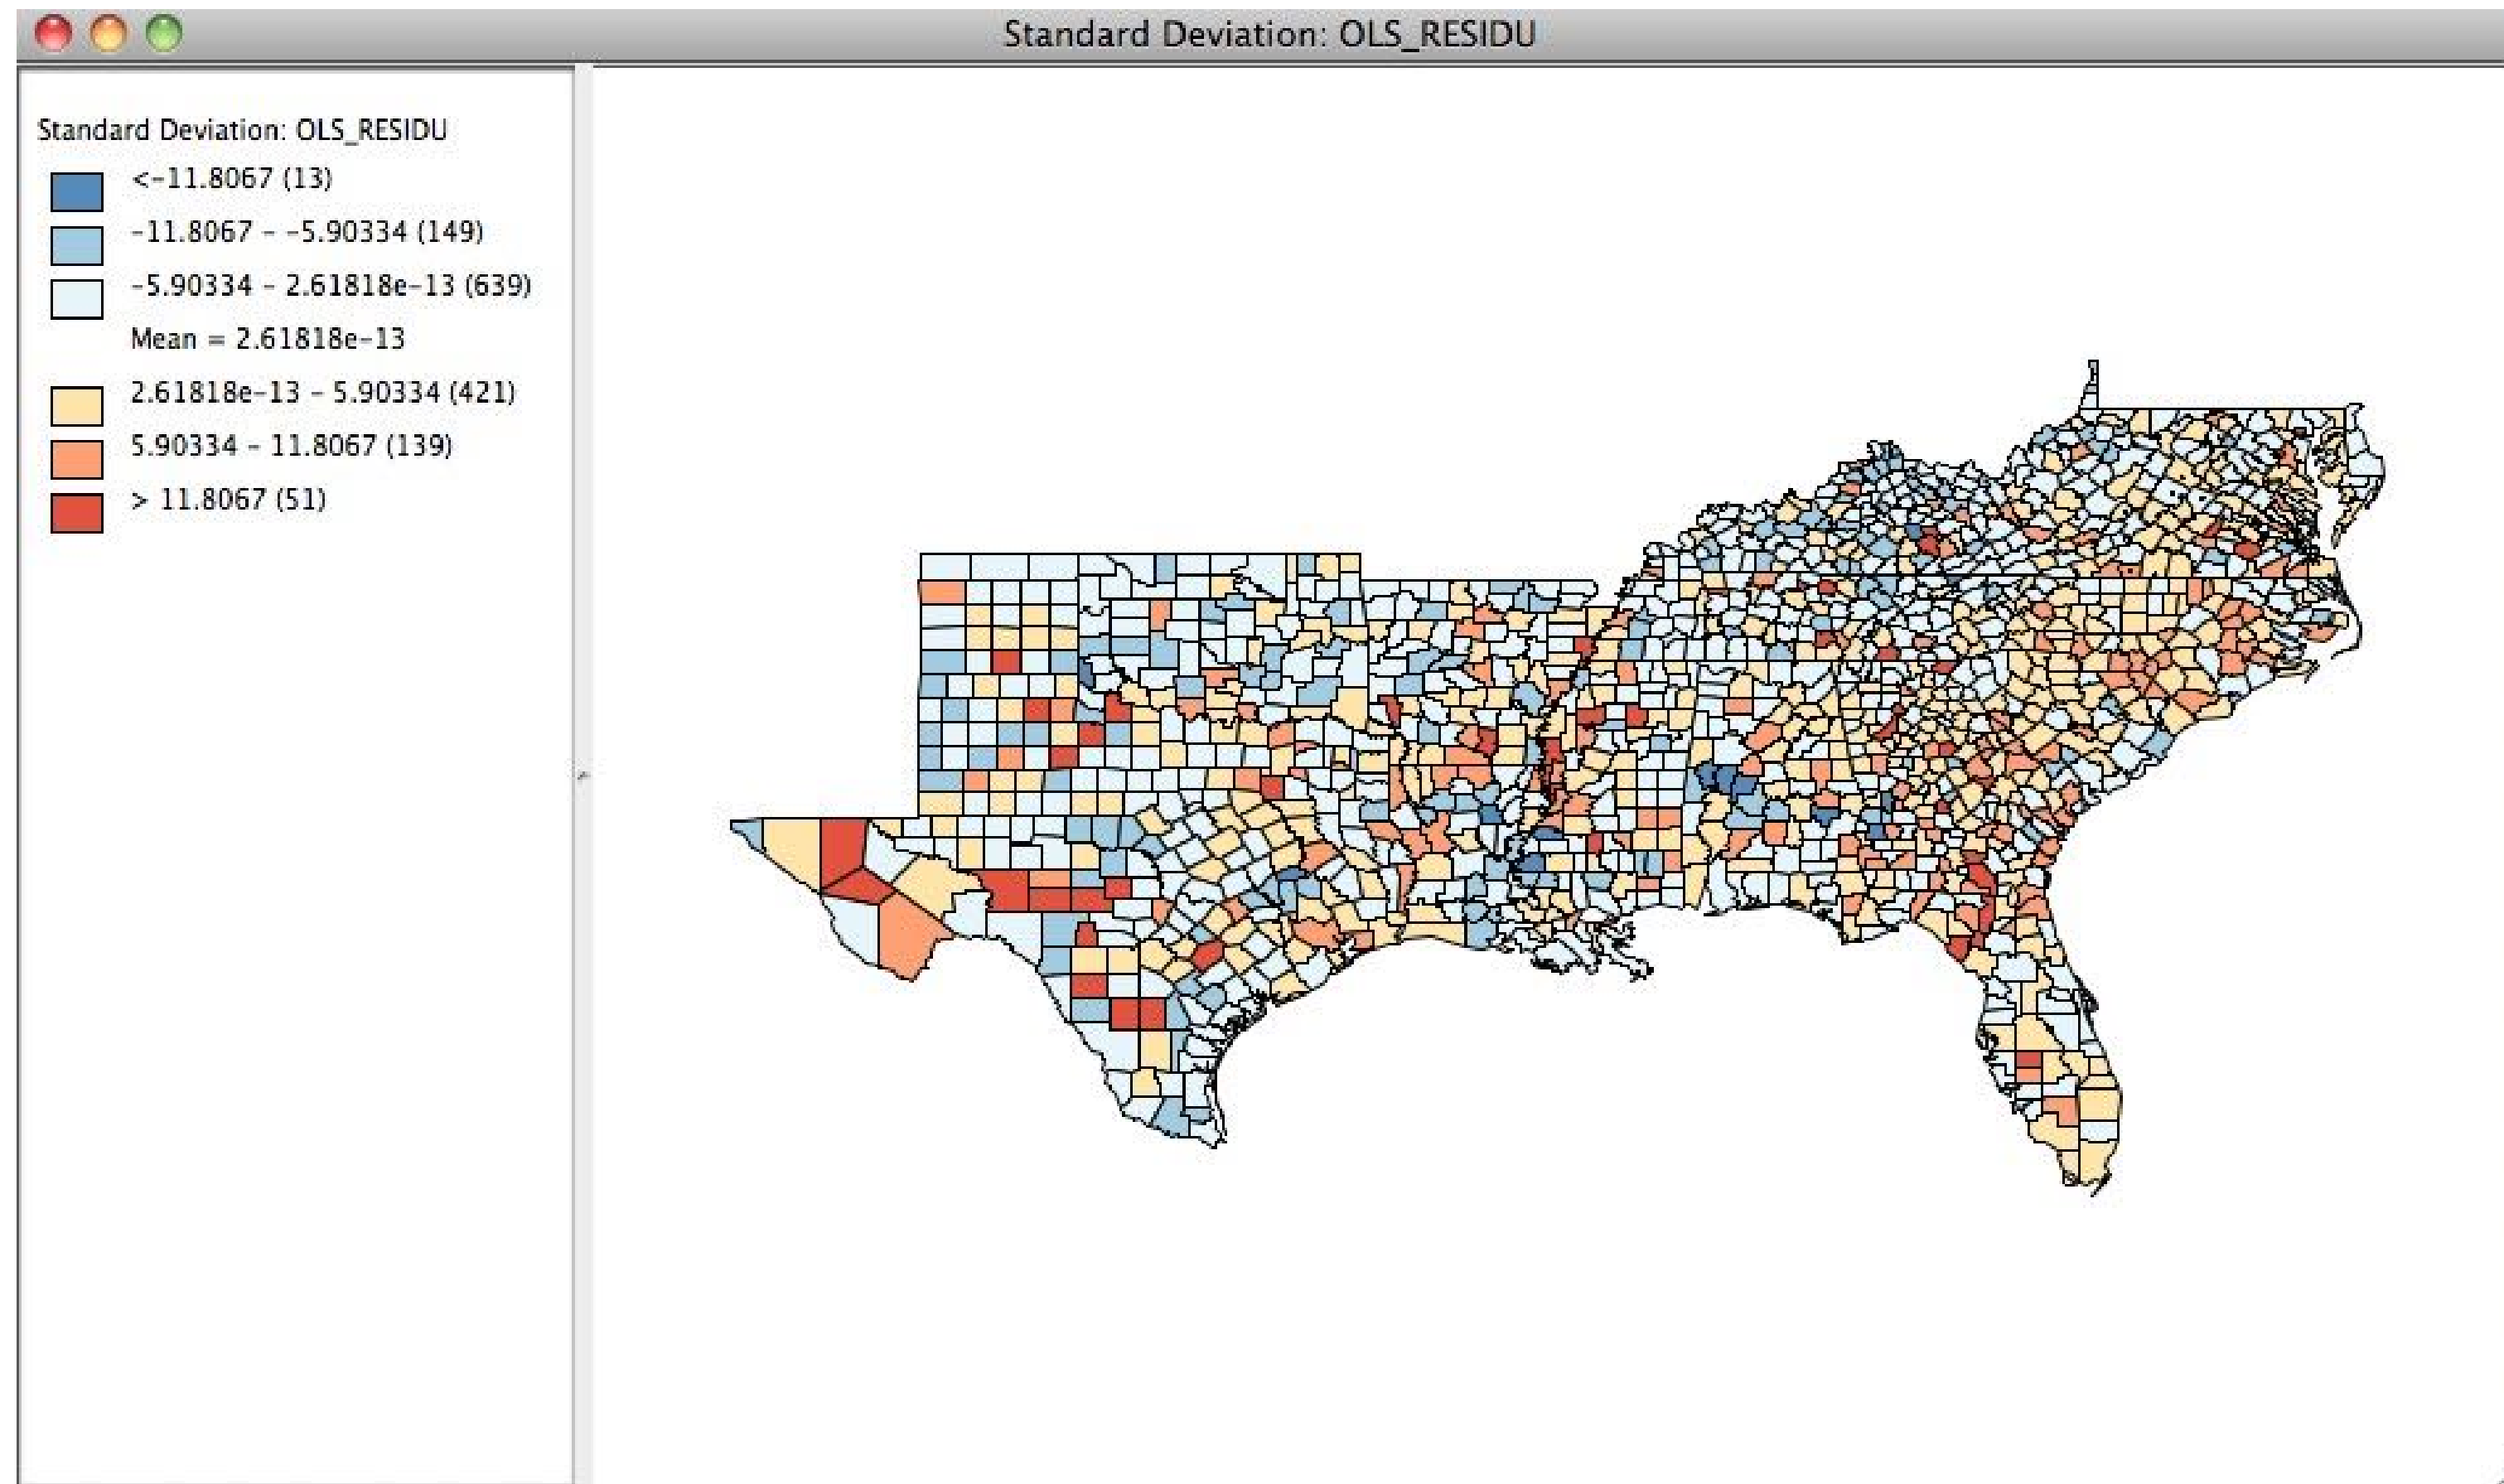 Standard Deviation: OLS_RESIDU
Standard Deviation: OLS_RESIDU
<-11.8067 (13)
-11.8067 - -5.90334 (149)
-5.90334 - 2.61818e-13 (639)
Mean = 2.61818e-13
2.61818e-13 - 5.90334 (421)
5.90334 - 11.8067 (139)
> 11.8067 (51)